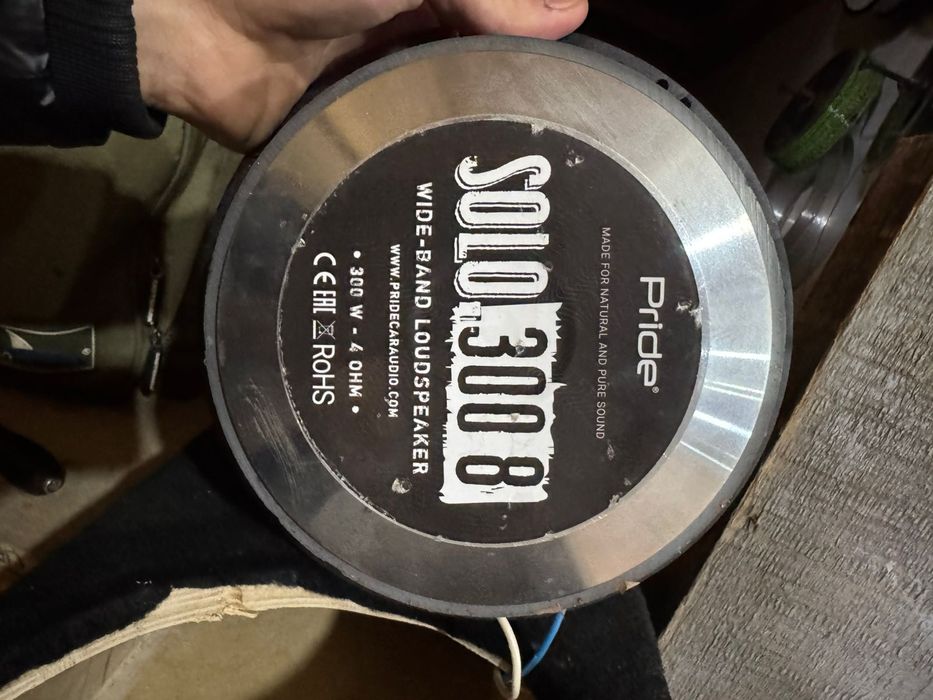 Pride®
MADE FOR NATURAL AND PURE SOUND
SOLO.300 8
WIDE-BAND LOUDSPEAKER
WWW.PRIDECARAUDIO.COM
• 300 W - 4 OHM •
CE EAC RoHS